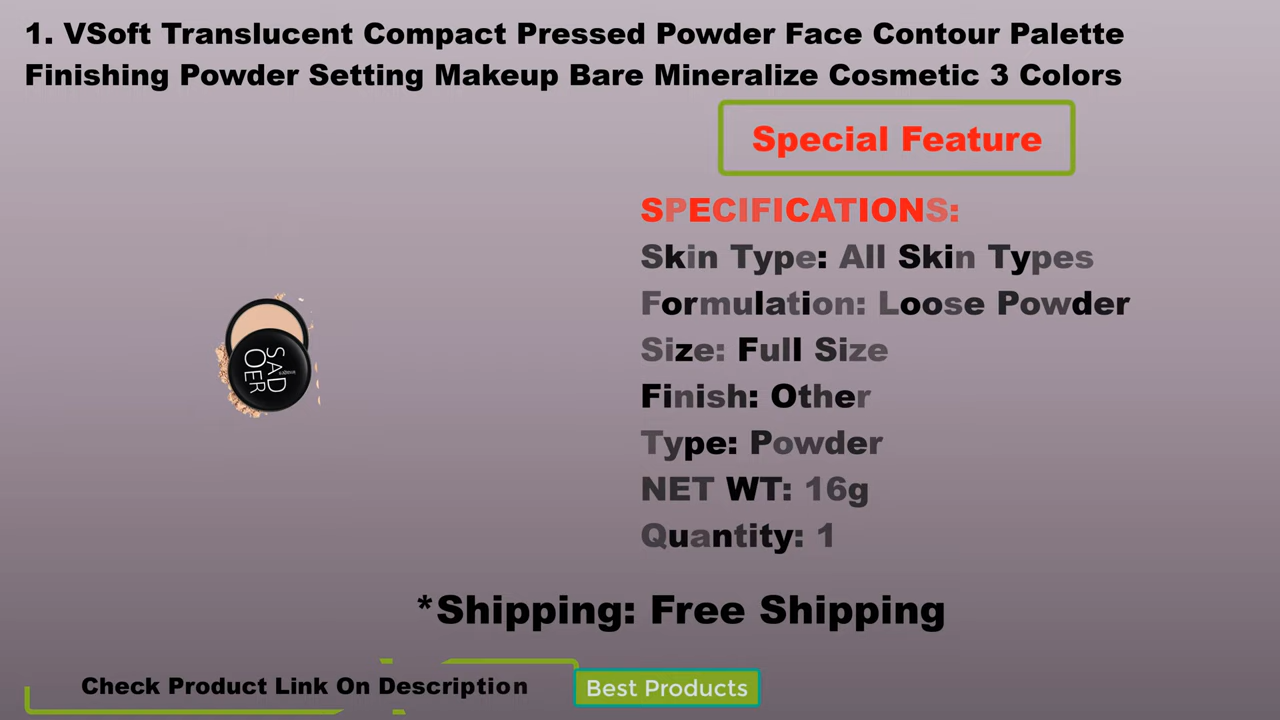 1. VSoft Translucent Compact Pressed Powder Face Contour Palette
Finishing Powder Setting Makeup Bare Mineralize Cosmetic 3 Colors
Special Feature
SPECIFICATIONS:
Skin Type: All Skin Types
Formulation: Loose Powder
Size: Full Size
Finish: Other
Type: Powder
NET WT: 16g
Quantity: 1
SAD
OER
images
*Shipping: Free Shipping
Check Product Link On Description
Best Products